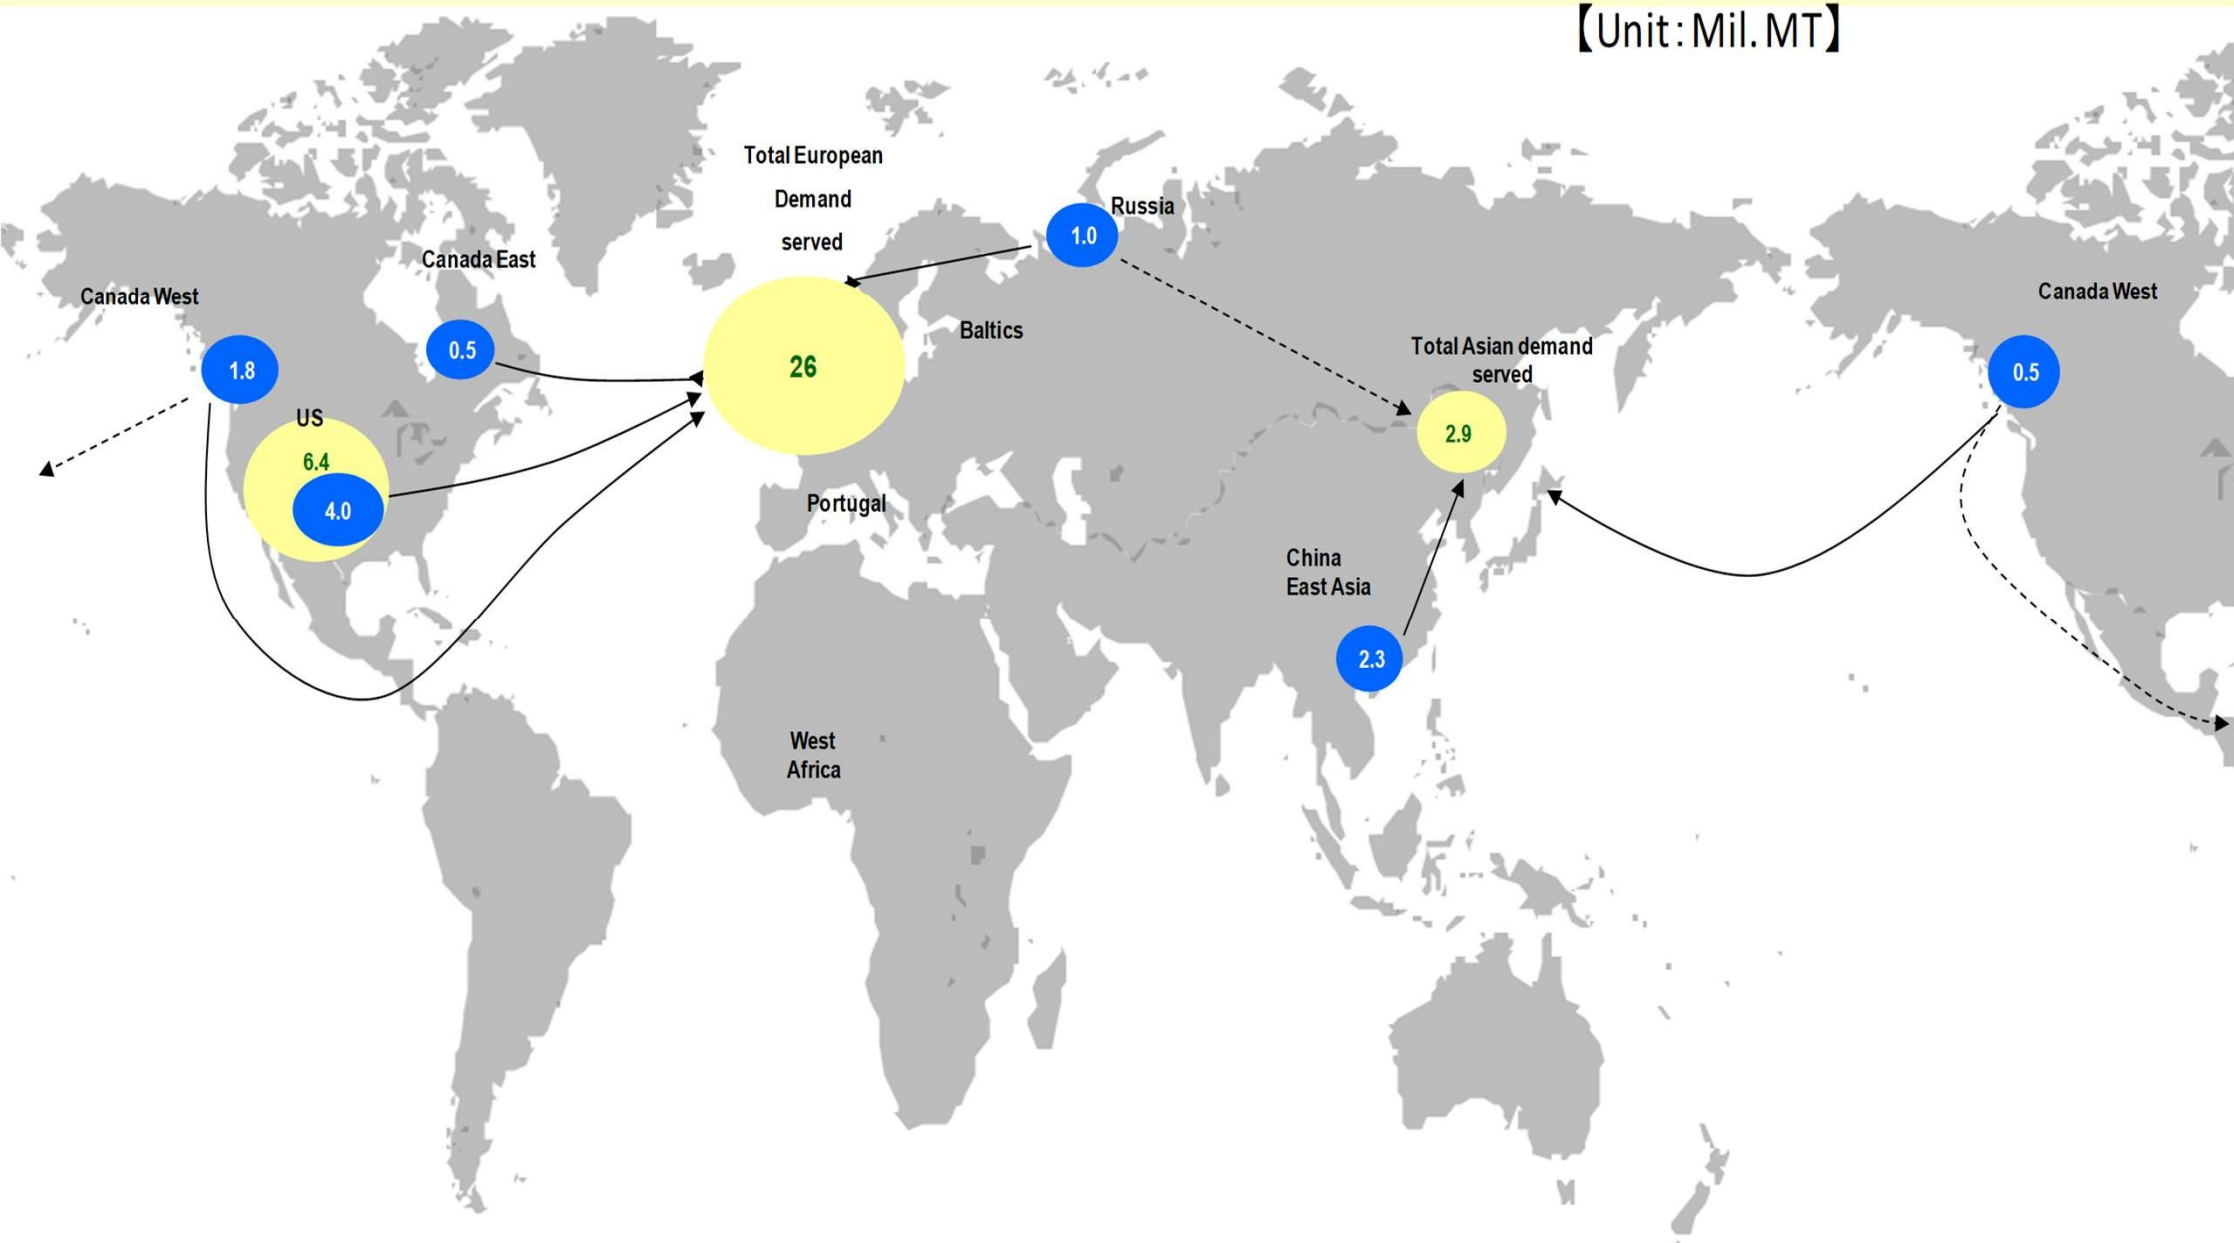 【Unit:Mil.MT】
Total European
Demand
served
Russia
1.0
Canada East
Canada West
Canada West
Baltics
Total Asian demand
served
0.5
1.8
26
0.5
US
6.4
2.9
4.0
Portugal
China
East Asia
2.3
West
Africa